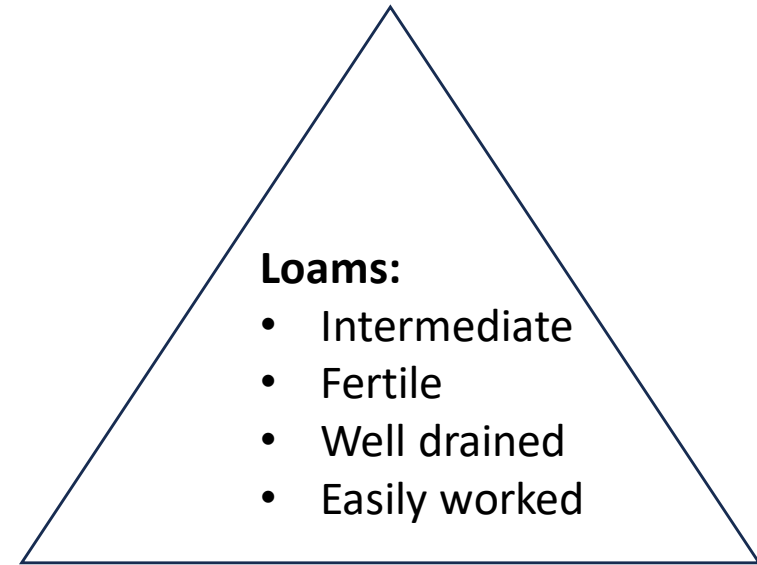 Loams:
• Intermediate
• Fertile
• Well drained
• Easily worked